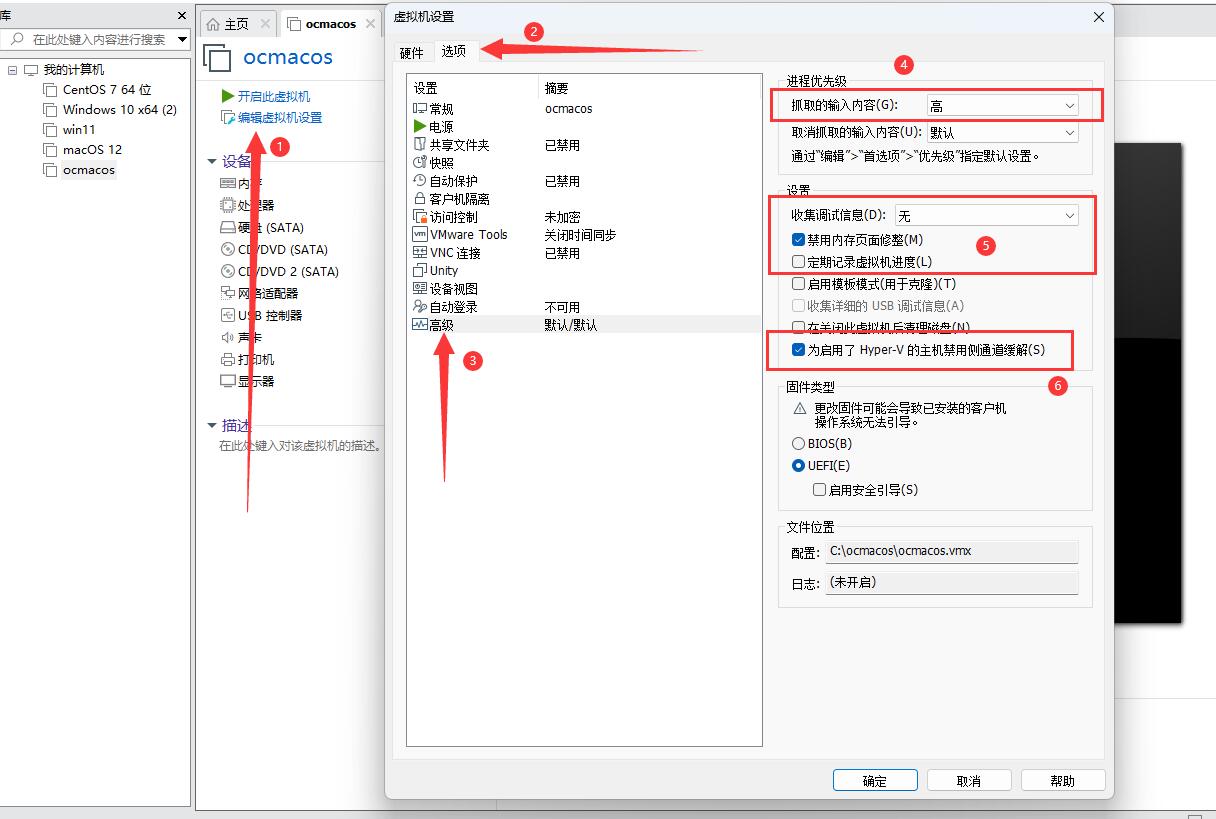 库
在此处键入内容进行搜索
我的计算机
CentOS 7 64 位
Windows 10 x64 (2)
win11
macOS 12
ocmacos
主页
ocmacos
ocmacos
开启此虚拟机
编辑虚拟机设置
1
设备
内存
处理器
硬盘 (SATA)
CD/DVD (SATA)
CD/DVD 2 (SATA)
网络适配器
USB 控制器
声卡
打印机
显示器
描述
在此处键入对该虚拟机的描述。
虚拟机设置
硬件
选项
2
设置 摘要
常规 ocmacos
电源
共享文件夹 已禁用
快照
自动保护 已禁用
客户机隔离
访问控制 未加密
VMware Tools 关闭时间同步
VNC 连接 已禁用
Unity
设备视图
自动登录 不可用
高级 默认/默认
3
进程优先级
4
抓取的输入内容(G): 高
取消抓取的输入内容(U): 默认
通过“编辑”>“首选项”>“优先级”指定默认设置。
设置
收集调试信息(D): 无
禁用内存页面修整(M)
5
定期记录虚拟机进度(L)
启用模板模式(用于克隆)(T)
收集详细的 USB 调试信息(A)
在关闭此虚拟机后清理磁盘(N)
为启用了 Hyper-V 的主机禁用侧通道缓解(S)
6
固件类型
更改固件可能会导致已安装的客户机
操作系统无法引导。
BIOS(B)
UEFI(E)
启用安全引导(S)
文件位置
配置: C:\ocmacos\ocmacos.vmx
日志: (未开启)
确定
取消
帮助